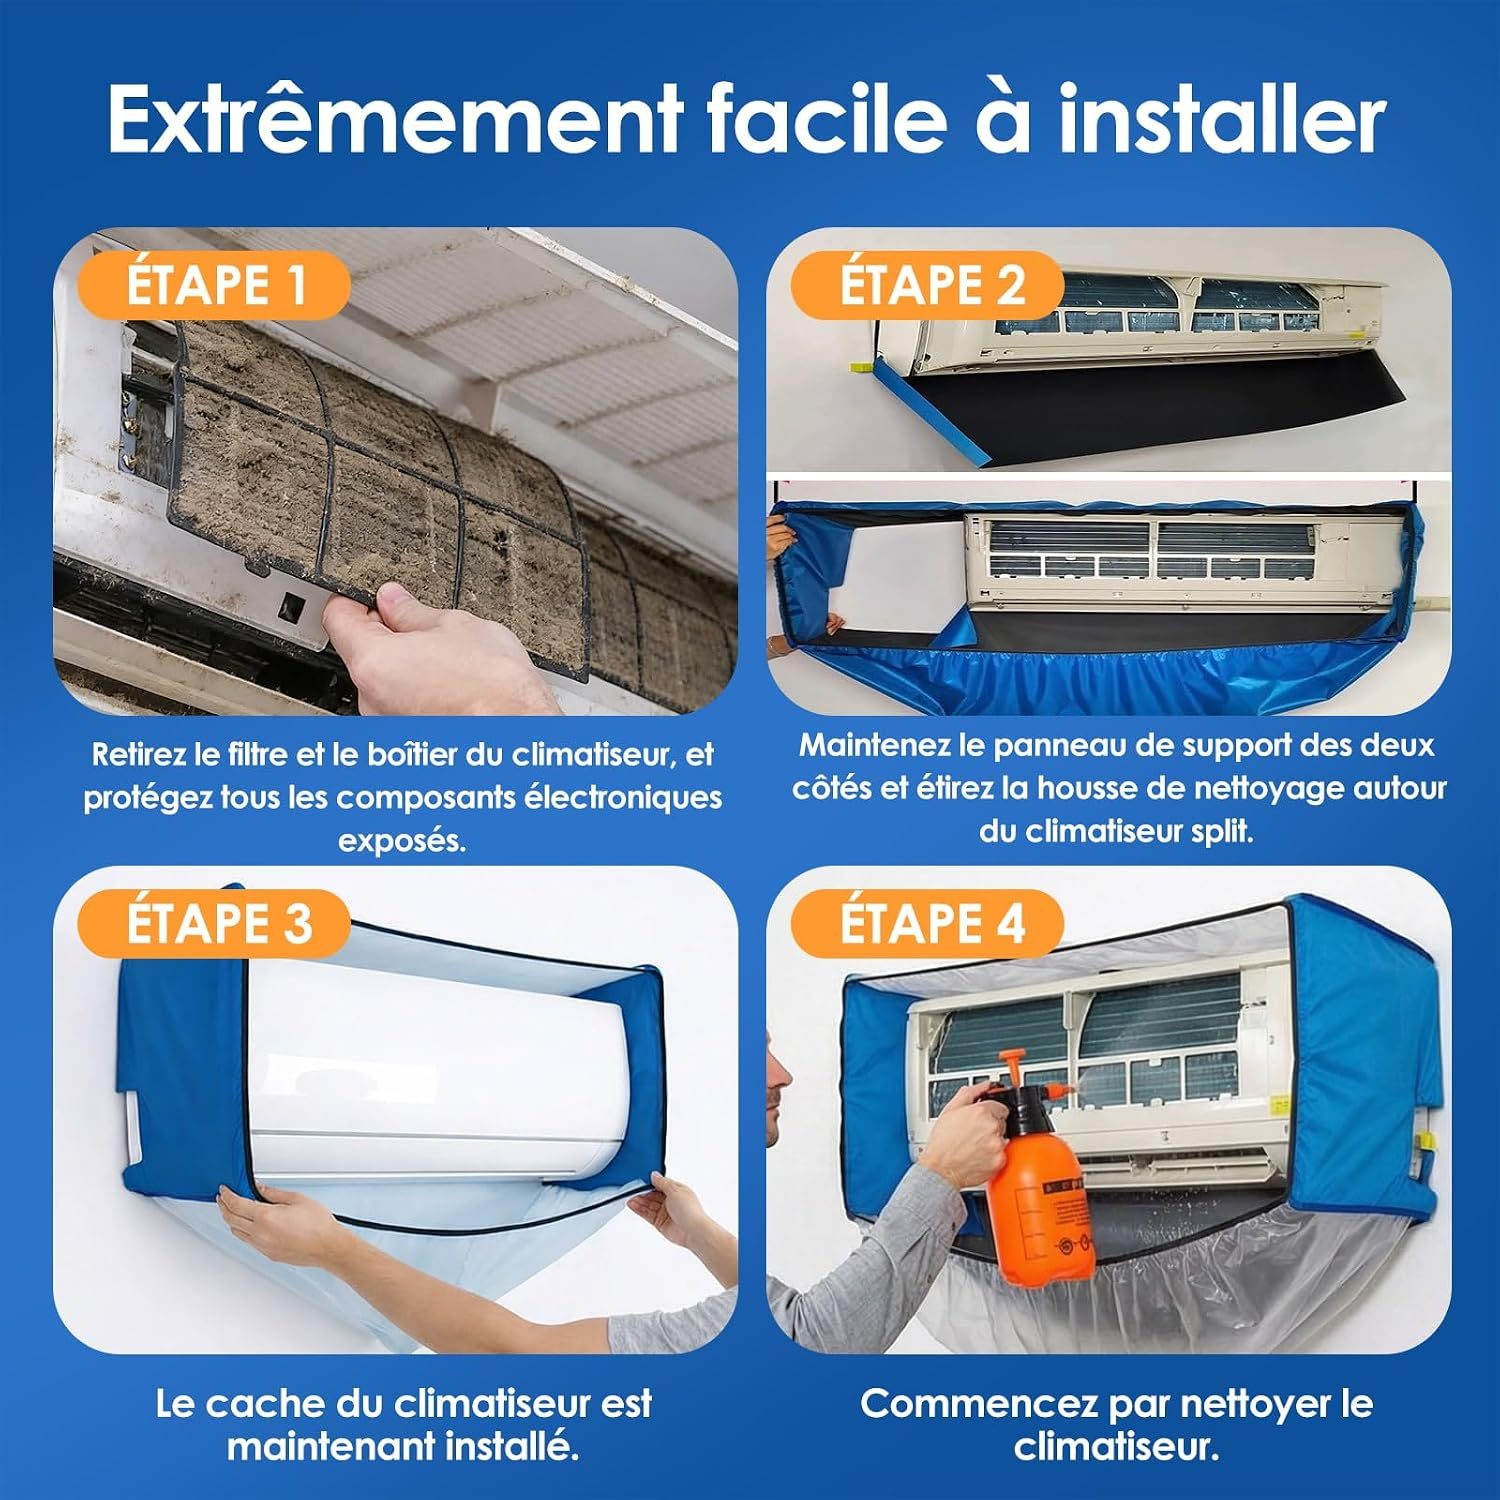 Extrêmement facile à installer
ÉTAPE 1
Retirez le filtre et le boîtier du climatiseur, et
protégez tous les composants électroniques
exposés.
ÉTAPE 2
Maintenez le panneau de support des deux
côtés et étirez la housse de nettoyage autour
du climatiseur split.
ÉTAPE 3
Le cache du climatiseur est
maintenant installé.
ÉTAPE 4
Commencez par nettoyer le
climatiseur.